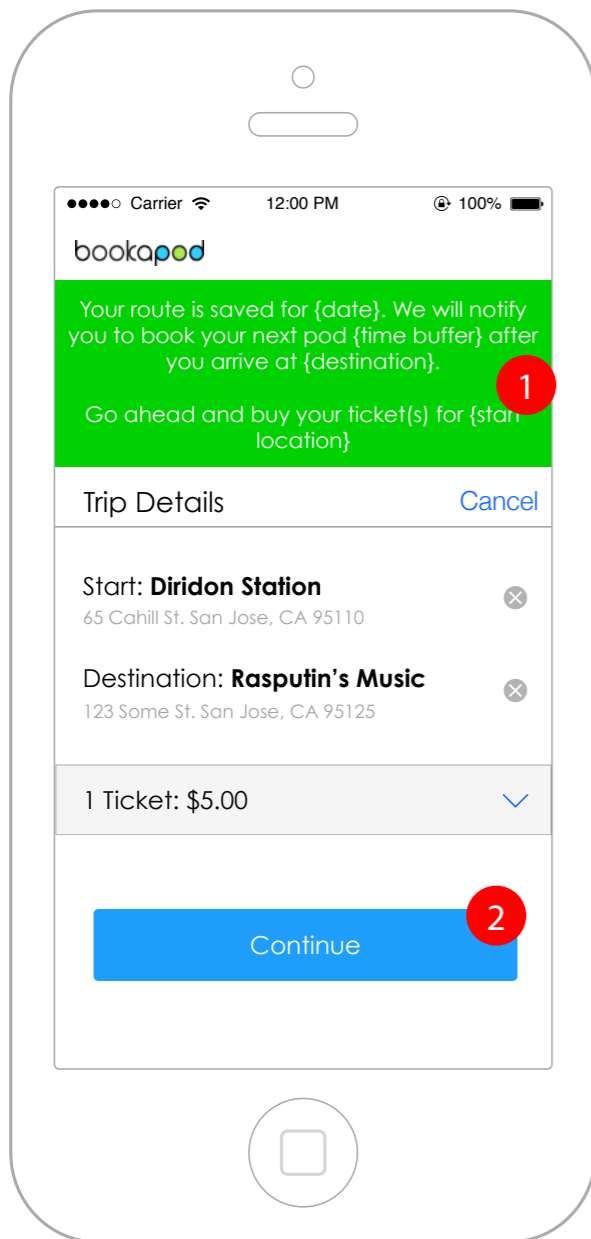 Carrier 12:00 PM 100%
bookapod
Your route is saved for {date}. We will notify
you to book your next pod {time buffer} after
you arrive at {destination}.
1
Go ahead and buy your ticket(s) for {start
location}
Trip Details Cancel
Start: Diridon Station
65 Cahill St. San Jose, CA 95110
Destination: Rasputin's Music
123 Some St. San Jose, CA 95125
1 Ticket: $5.00
2
Continue